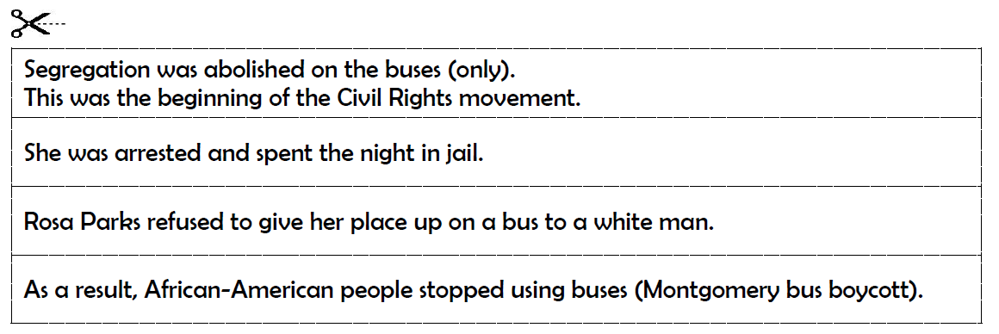 Segregation was abolished on the buses (only).
This was the beginning of the Civil Rights movement.
She was arrested and spent the night in jail.
Rosa Parks refused to give her place up on a bus to a white man.
As a result, African-American people stopped using buses (Montgomery bus boycott).